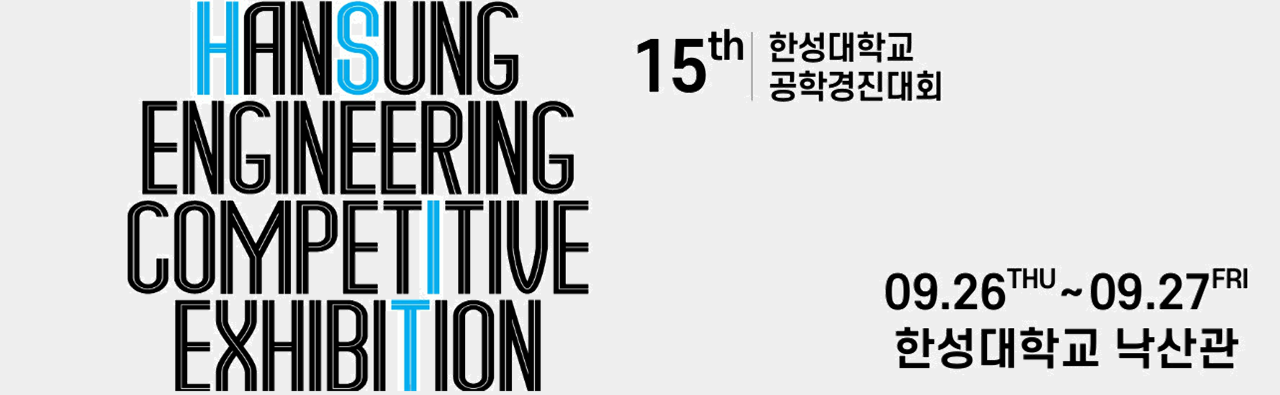 HANSUNG
ENGINEERING
COMPETITIVE
EXHIBITION
15th
한성대학교
공학경진대회
09.26THU~09.27FRI
한성대학교 낙산관